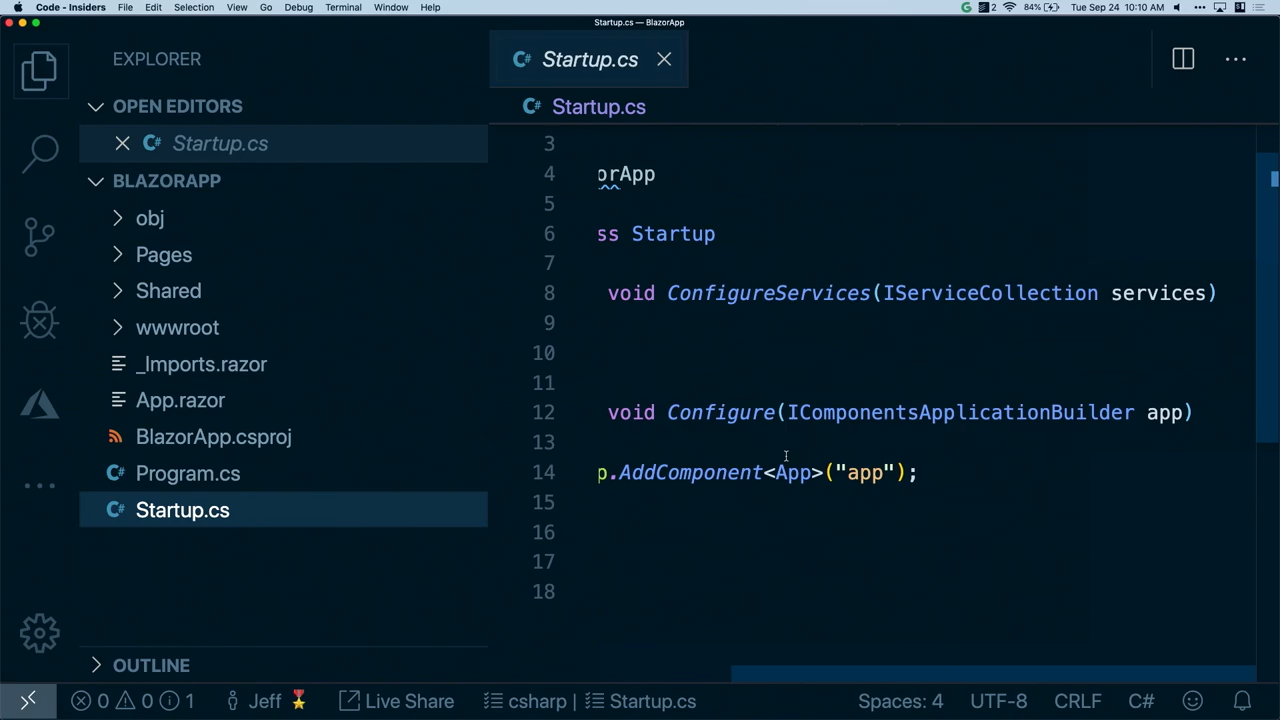 Code - Insiders File Edit Selection View Go Debug Terminal Window Help 2 84% Tue Sep 24 10:10 AM
Startup.cs — BlazorApp
EXPLORER
OPEN EDITORS
C# Startup.cs
BLAZORAPP
obj
Pages
Shared
wwwroot
_Imports.razor
App.razor
BlazorApp.csproj
C# Program.cs
C# Startup.cs
OUTLINE
C# Startup.cs
C# Startup.cs
3
4 orApp
5
6 ss Startup
7
8 void ConfigureServices(IServiceCollection services)
9
10
11
12 void Configure(IComponentsApplicationBuilder app)
13
14 p.AddComponent<App>("app");
15
16
17
18
0 0 1 Jeff Live Share csharp | Startup.cs Spaces: 4 UTF-8 CRLF C#